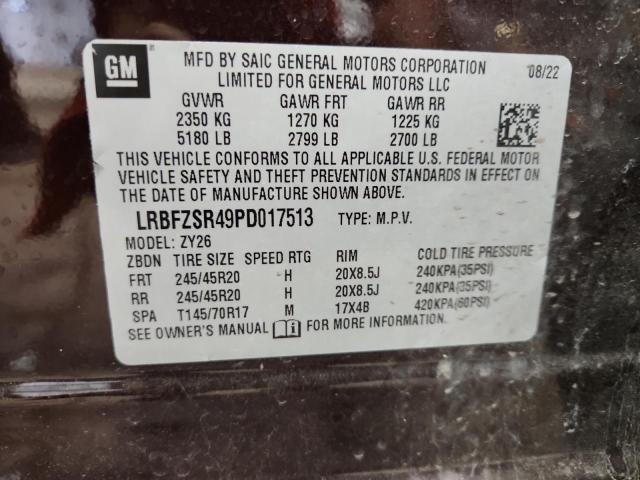 GM
MFD BY SAIC GENERAL MOTORS CORPORATION 08/22
LIMITED FOR GENERAL MOTORS LLC
GVWR GAWR FRT GAWR RR
2350 KG 1270 KG 1225 KG
5180 LB 2799 LB 2700 LB
THIS VEHICLE CONFORMS TO ALL APPLICABLE U.S. FEDERAL MOTOR
VEHICLE SAFETY AND THEFT PREVENTION STANDARDS IN EFFECT ON
THE DATE OF MANUFACTURE SHOWN ABOVE.
LRBFZSR49PD017513 TYPE: M.P.V.
MODEL: ZY26
ZBDN TIRE SIZE SPEED RTG RIM COLD TIRE PRESSURE
FRT 245/45R20 H 20X8.5J 240KPA(35PSI)
RR 245/45R20 H 20X8.5J 240KPA(35PSI)
SPA T145/70R17 M 17X4B 420KPA(60PSI)
SEE OWNER'S MANUAL FOR MORE INFORMATION.